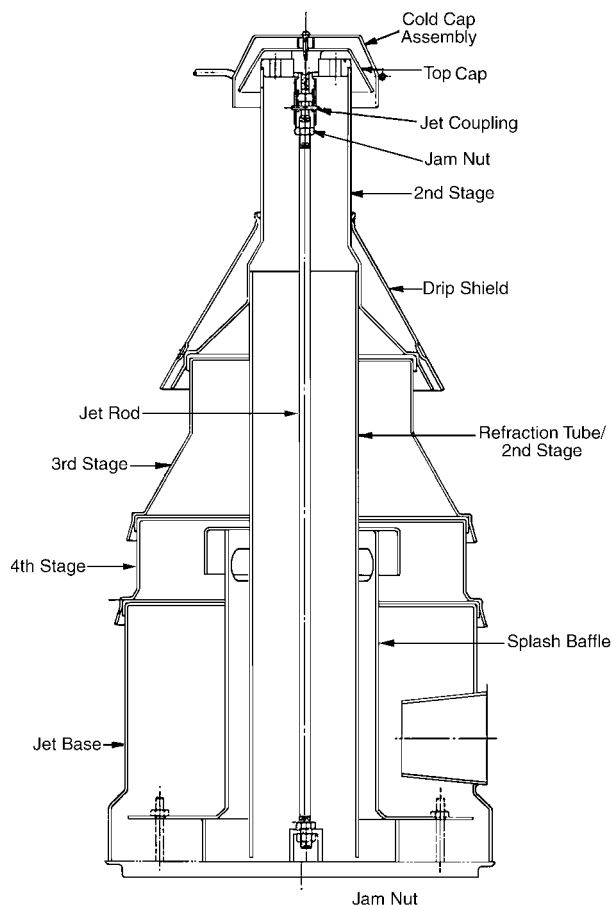 Cold Cap
Assembly
Top Cap
Jet Coupling
Jam Nut
2nd Stage
Drip Shield
Jet Rod
Refraction Tube/
2nd Stage
3rd Stage
4th Stage
Splash Baffle
Jet Base
Jam Nut